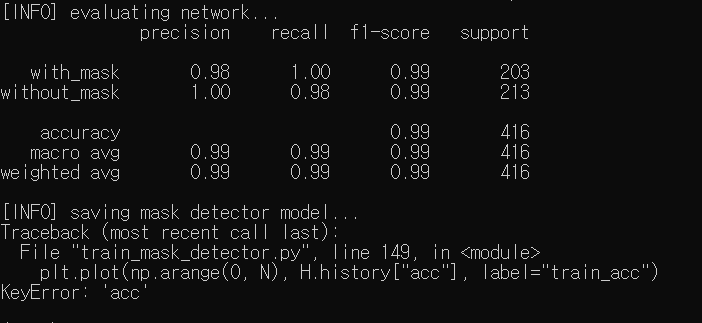 [INFO] evaluating network...
precision recall f1-score support
with_mask 0.98 1.00 0.99 203
without_mask 1.00 0.98 0.99 213
accuracy 0.99 416
macro avg 0.99 0.99 0.99 416
weighted avg 0.99 0.99 0.99 416
[INFO] saving mask detector model...
Traceback (most recent call last):
File "train_mask_detector.py", line 149, in <module>
plt.plot(np.arange(0, N), H.history["acc"], label="train_acc")
KeyError: 'acc'